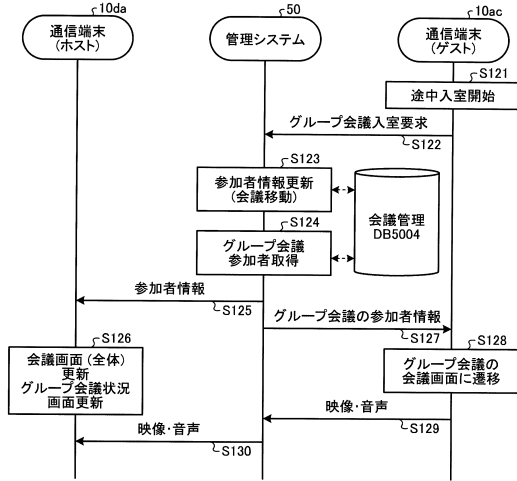 10da
50
10ac
通信端末
(ホスト)
管理システム
通信端末
(ゲスト)
S121
途中入室開始
グループ会議入室要求
S122
S123
参加者情報更新
(会議移動)
S124
グループ会議
参加者取得
会議管理
DB5004
参加者情報
S125
グループ会議の参加者情報
S127
S126
会議画面(全体)
更新
グループ会議状況
画面更新
S128
グループ会議の
会議画面に遷移
映像・音声
S129
映像・音声
S130